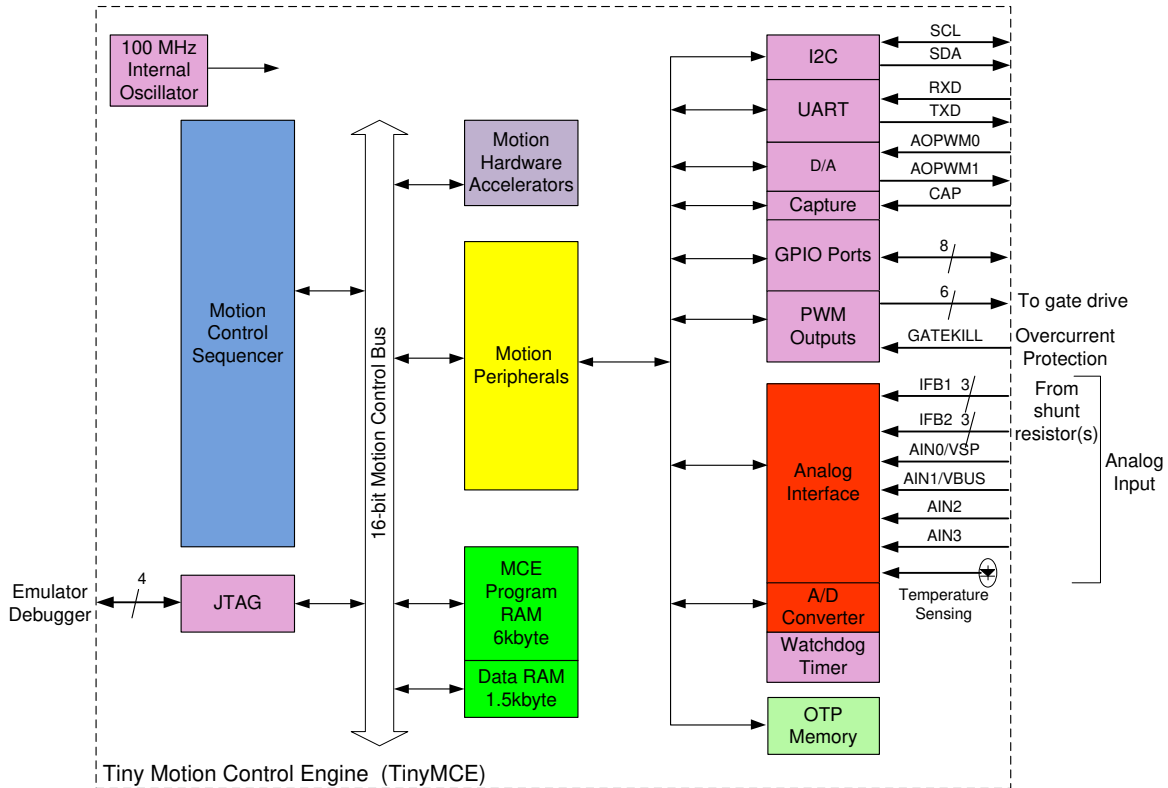 100 MHz
Internal
Oscillator
Motion
Control
Sequencer
JTAG
Emulator
Debugger
4
16-bit Motion Control Bus
Motion
Hardware
Accelerators
Motion
Peripherals
MCE
Program
RAM
6kbyte
Data RAM
1.5kbyte
I2C
UART
D/A
Capture
GPIO Ports
PWM
Outputs
Analog
Interface
A/D
Converter
Watchdog
Timer
OTP
Memory
SCL
SDA
RXD
TXD
AOPWM0
AOPWM1
CAP
8
6
To gate drive
GATEKILL
Overcurrent
Protection
IFB1 3
IFB2 3
From
shunt
resistor(s)
AIN0/VSP
AIN1/VBUS
AIN2
AIN3
Temperature
Sensing
Analog
Input
Tiny Motion Control Engine (TinyMCE)